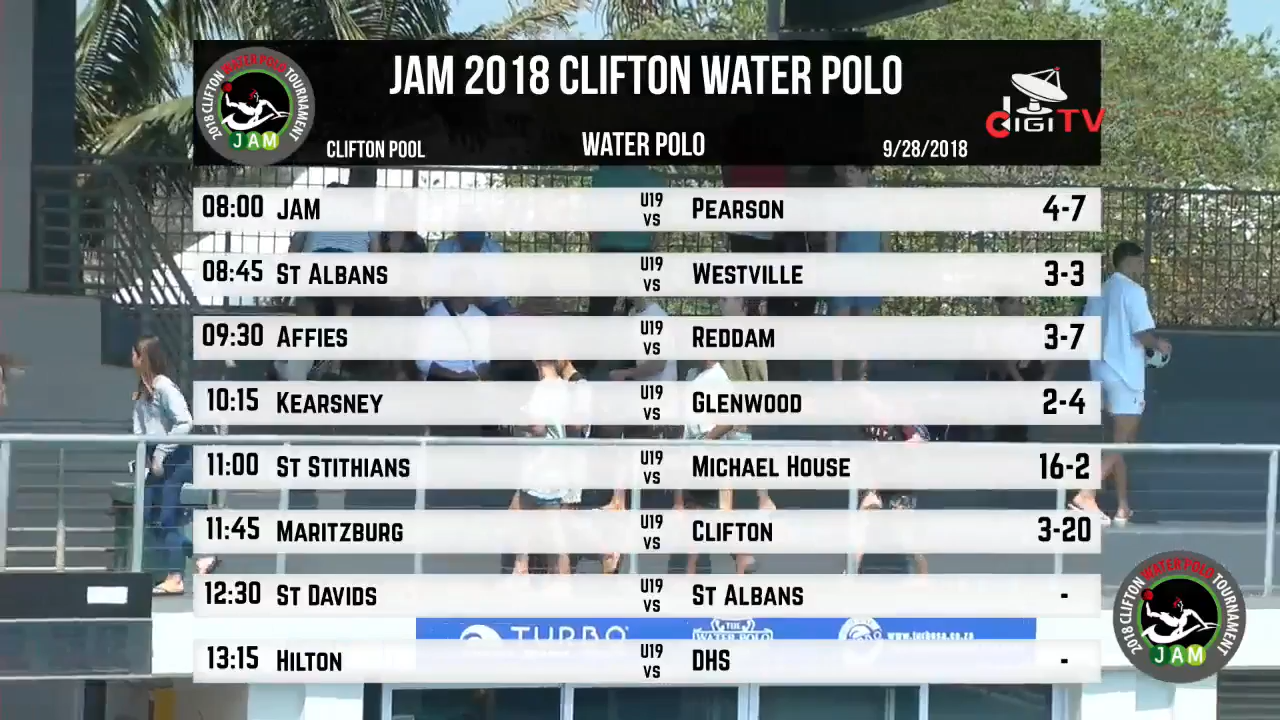 JAM 2018 CLIFTON WATER POLO
2018 CLIFTON WATER POLO TOURNAMENT
JAM
DIGITV
CLIFTON POOL
WATER POLO
9/28/2018
08:00 JAM U19 VS PEARSON 4-7
08:45 ST ALBANS U19 VS WESTVILLE 3-3
09:30 AFFIES U19 VS REDDAM 3-7
10:15 KEARSNEY U19 VS GLENWOOD 2-4
11:00 ST STITHIANS U19 VS MICHAEL HOUSE 16-2
11:45 MARITZBURG U19 VS CLIFTON 3-20
12:30 ST DAVIDS U19 VS ST ALBANS -
TURBO
THE WATER POLO
13:15 HILTON U19 VS DHS -
2018 CLIFTON WATER POLO TOURNAMENT
JAM